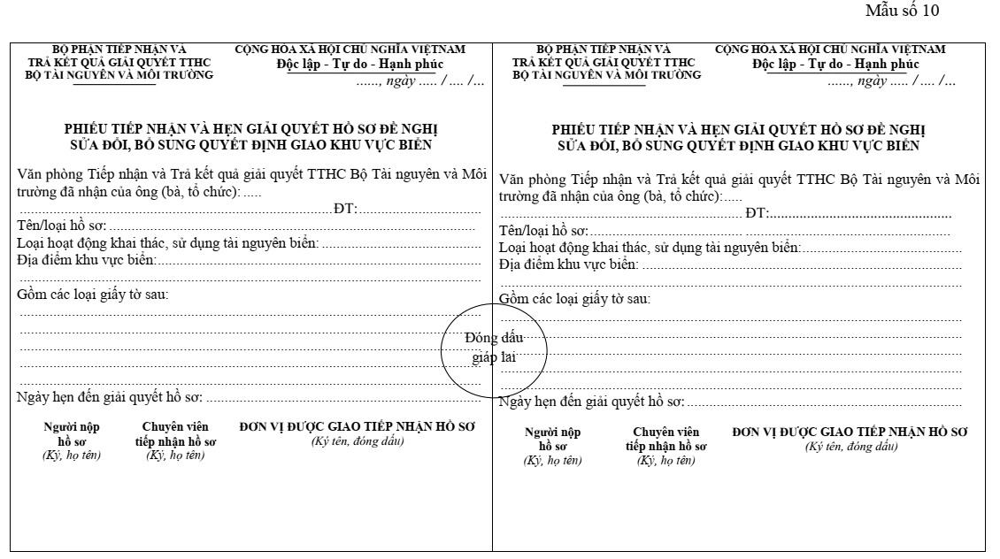 Mẫu số 10
BỘ PHẬN TIẾP NHẬN VÀ
TRẢ KẾT QUẢ GIẢI QUYẾT TTHC
BỘ TÀI NGUYÊN VÀ MÔI TRƯỜNG
CỘNG HÒA XÃ HỘI CHỦ NGHĨA VIỆTNAM
Độc lập - Tự do - Hạnh phúc
......, ngày ..... / .... /...
PHIẾU TIẾP NHẬN VÀ HẸN GIẢI QUYẾT HỒ SƠ ĐỀ NGHỊ
SỬA ĐỔI, BỔ SUNG QUYẾT ĐỊNH GIAO KHU VỰC BIỂN
Văn phòng Tiếp nhận và Trả kết quả giải quyết TTHC Bộ Tài nguyên và Môi
trường đã nhận của ông (bà, tổ chức): .....
................................ĐT:................................
Tên/loại hồ sơ: ................................
Loại hoạt động khai thác, sử dụng tài nguyên biển: ................................
Địa điểm khu vực biển:................................
................................
Gồm các loại giấy tờ sau:
................................
................................
................................
................................
................................
Ngày hẹn đến giải quyết hồ sơ: ................................
Người nộp
hồ sơ
(Ký, họ tên)
Chuyên viên
tiếp nhận hồ sơ
(Ký, họ tên)
ĐƠN VỊ ĐƯỢC GIAO TIẾP NHẬN HỒ SƠ
(Ký tên, đóng dấu)
Đóng dấu
giáp lai
BỘ PHẬN TIẾP NHẬN VÀ
TRẢ KẾT QUẢ GIẢI QUYẾT TTHC
BỘ TÀI NGUYÊN VÀ MÔI TRƯỜNG
CỘNG HÒA XÃ HỘI CHỦ NGHĨA VIỆTNAM
Độc lập - Tự do - Hạnh phúc
......, ngày ..... / .... /...
PHIẾU TIẾP NHẬN VÀ HẸN GIẢI QUYẾT HỒ SƠ ĐỀ NGHỊ
SỬA ĐỔI, BỔ SUNG QUYẾT ĐỊNH GIAO KHU VỰC BIỂN
Văn phòng Tiếp nhận và Trả kết quả giải quyết TTHC Bộ Tài nguyên và Môi
trường đã nhận của ông (bà, tổ chức):.....
................................ ĐT:................................
Tên/loại hồ sơ:................................
Loại hoạt động khai thác, sử dụng tài nguyên biển:................................
Địa điểm khu vực biển: ................................
................................
Gồm các loại giấy tờ sau:
................................
................................
................................
................................
................................
Ngày hẹn đến giải quyết hồ sơ: ................................
Người nộp
hồ sơ
(Ký, họ tên)
Chuyên viên
tiếp nhận hồ sơ
(Ký, họ tên)
ĐƠN VỊ ĐƯỢC GIAO TIẾP NHẬN HỒ SƠ
(Ký tên, đóng dấu)